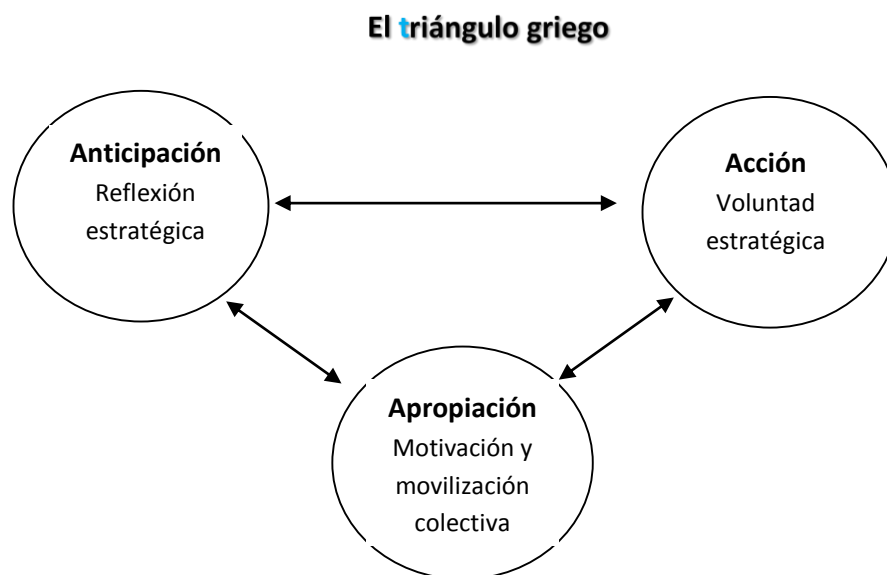 El triángulo griego
Anticipación
Reflexión
estratégica
Acción
Voluntad
estratégica
Apropiación
Motivación y
movilización
colectiva